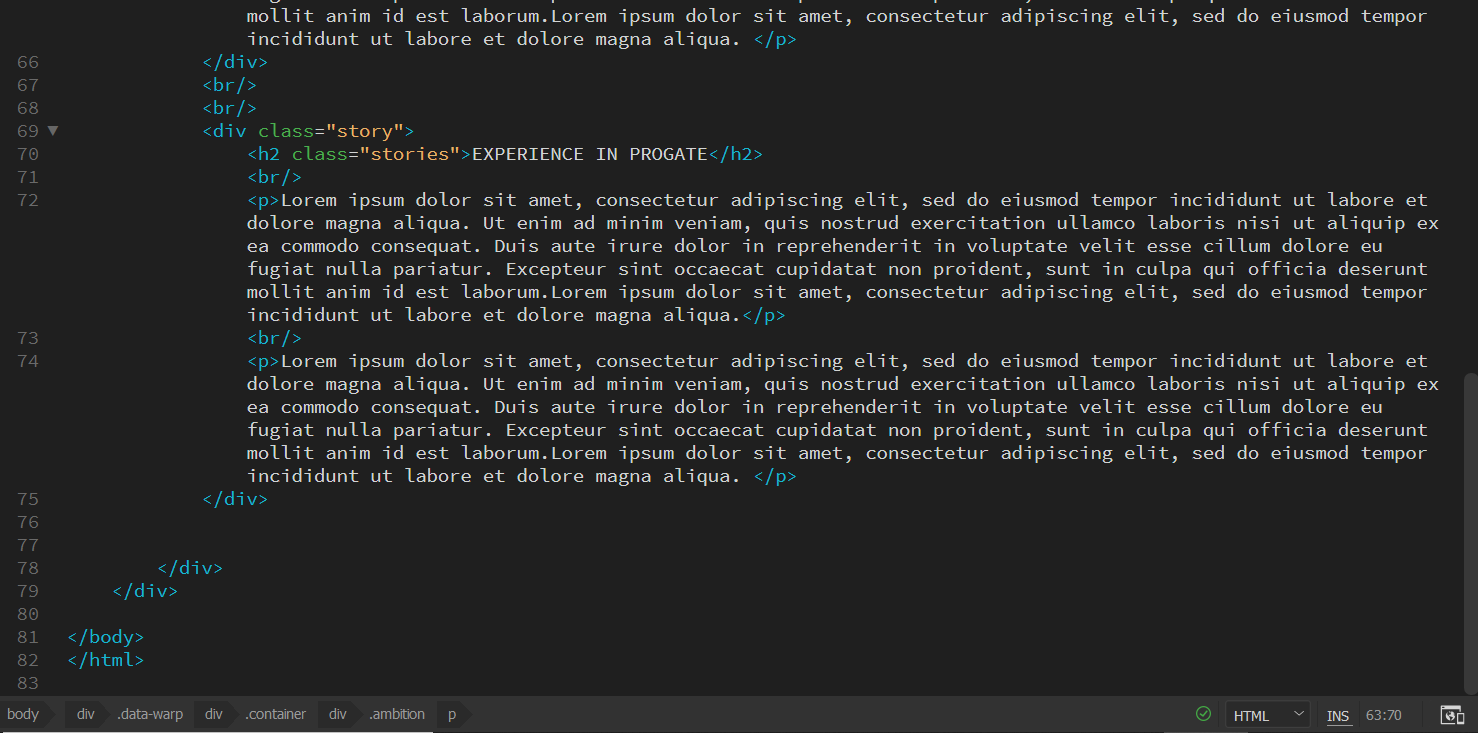 mollit anim id est laborum.Lorem ipsum dolor sit amet, consectetur adipiscing elit, sed do eiusmod tempor
incididunt ut labore et dolore magna aliqua. </p>
66 </div>
67 <br/>
68 <br/>
69 ▼ <div class="story">
70 <h2 class="stories">EXPERIENCE IN PROGATE</h2>
71 <br/>
72 <p>Lorem ipsum dolor sit amet, consectetur adipiscing elit, sed do eiusmod tempor incididunt ut labore et
dolore magna aliqua. Ut enim ad minim veniam, quis nostrud exercitation ullamco laboris nisi ut aliquip ex
ea commodo consequat. Duis aute irure dolor in reprehenderit in voluptate velit esse cillum dolore eu
fugiat nulla pariatur. Excepteur sint occaecat cupidatat non proident, sunt in culpa qui officia deserunt
mollit anim id est laborum.Lorem ipsum dolor sit amet, consectetur adipiscing elit, sed do eiusmod tempor
incididunt ut labore et dolore magna aliqua.</p>
73 <br/>
74 <p>Lorem ipsum dolor sit amet, consectetur adipiscing elit, sed do eiusmod tempor incididunt ut labore et
dolore magna aliqua. Ut enim ad minim veniam, quis nostrud exercitation ullamco laboris nisi ut aliquip ex
ea commodo consequat. Duis aute irure dolor in reprehenderit in voluptate velit esse cillum dolore eu
fugiat nulla pariatur. Excepteur sint occaecat cupidatat non proident, sunt in culpa qui officia deserunt
mollit anim id est laborum.Lorem ipsum dolor sit amet, consectetur adipiscing elit, sed do eiusmod tempor
incididunt ut labore et dolore magna aliqua. </p>
75 </div>
76
77
78 </div>
79 </div>
80
81 </body>
82 </html>
83
body div .data-warp div .container div .ambition p HTML INS 63:70